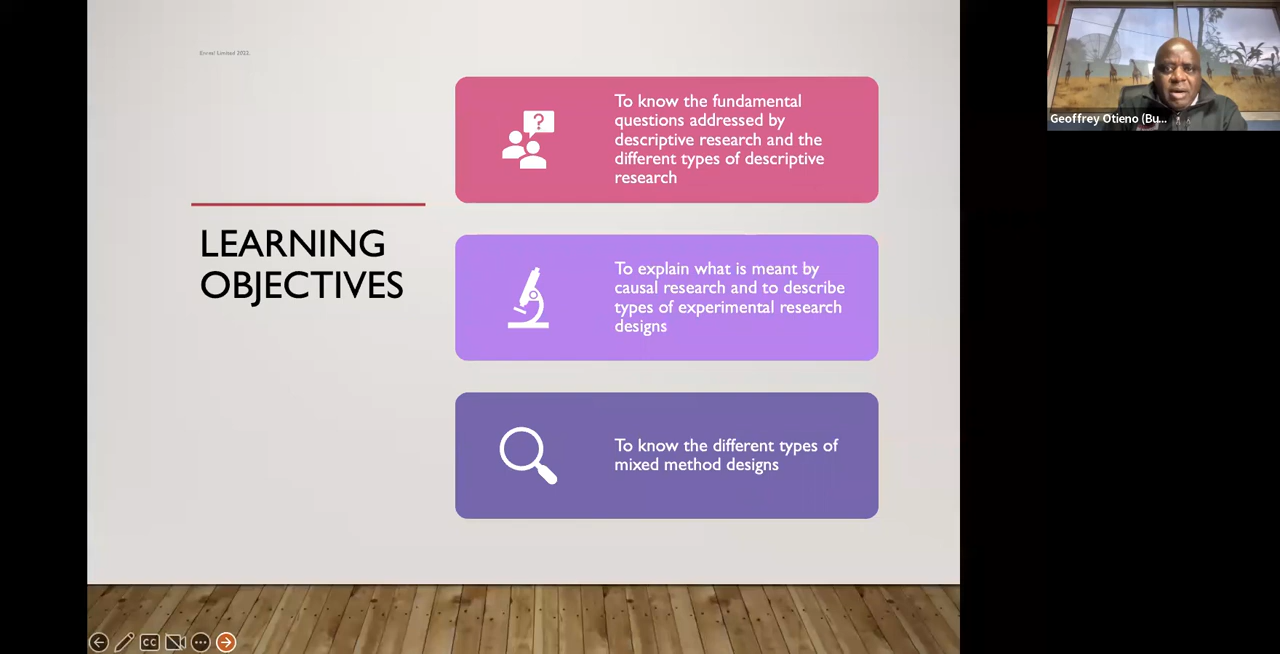 LEARNING
OBJECTIVES
To know the fundamental
questions addressed by
descriptive research and the
different types of descriptive
research
To explain what is meant by
causal research and to describe
types of experimental research
designs
To know the different types of
mixed method designs
Geoffrey Otieno (Bu...
CC
?